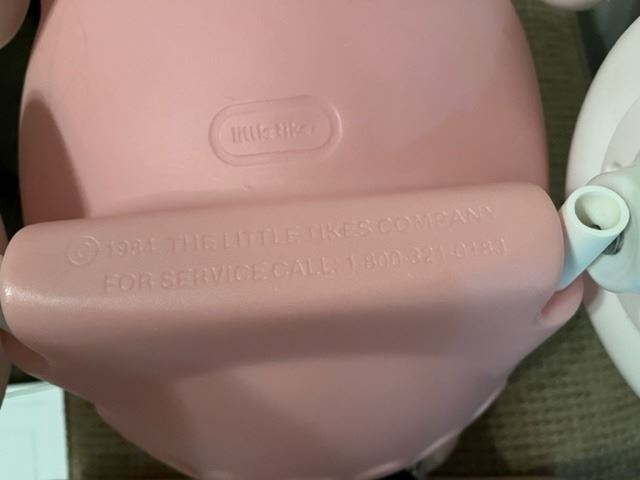 little tikes
© 1984, THE LITTLE TIKES COMPANY
FOR SERVICE CALL: 1-800-321-0183